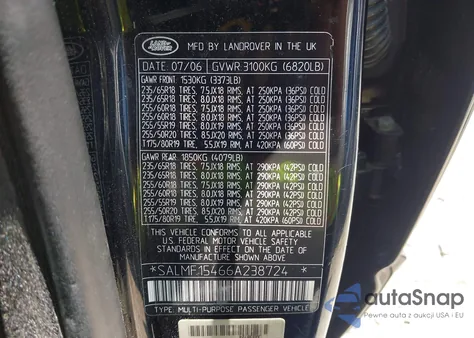 LAND ROVER
MFD BY LANDROVER IN THE UK
DATE 07/06 GVWR 3100KG (6820LB)
GAWR FRONT: 1530KG (3373LB)
235/65R18 TIRES, 7.5JX18 RIMS, AT 250KPA (36PSI) COLD
235/65R18 TIRES, 8.0JX18 RIMS, AT 250KPA (36PSI) COLD
255/60R18 TIRES, 7.5JX18 RIMS, AT 250KPA (36PSI) COLD
255/60R18 TIRES, 8.0JX18 RIMS, AT 250KPA (36PSI) COLD
255/55R19 TIRES, 8.0JX19 RIMS, AT 250KPA (36PSI) COLD
255/50R20 TIRES, 8.5JX20 RIMS, AT 250KPA (36PSI) COLD
T175/80R19 TIRE, 5.5JX19 RIM, AT 420KPA (60PSI) COLD
GAWR REAR: 1850KG (4079LB)
235/65R18 TIRES, 7.5JX18 RIMS, AT 290KPA (42PSI) COLD
235/65R18 TIRES, 8.0JX18 RIMS, AT 290KPA (42PSI) COLD
255/60R18 TIRES, 7.5JX18 RIMS, AT 290KPA (42PSI) COLD
255/60R18 TIRES, 8.0JX18 RIMS, AT 290KPA (42PSI) COLD
255/55R19 TIRES, 8.0JX19 RIMS, AT 290KPA (42PSI) COLD
255/50R20 TIRES, 8.5JX20 RIMS, AT 290KPA (42PSI) COLD
T175/80R19 TIRE, 5.5JX19 RIM, AT 420KPA (60PSI) COLD
THIS VEHICLE CONFORMS TO ALL APPLICABLE
U.S. FEDERAL MOTOR VEHICLE SAFETY
STANDARDS IN EFFECT ON THE DATE OF
MANUFACTURE SHOWN ABOVE
*SALMF15466A238724*
TYPE: MULTI-PURPOSE PASSENGER VEHICLE
autaSnap
Pewne auta z USA i EU